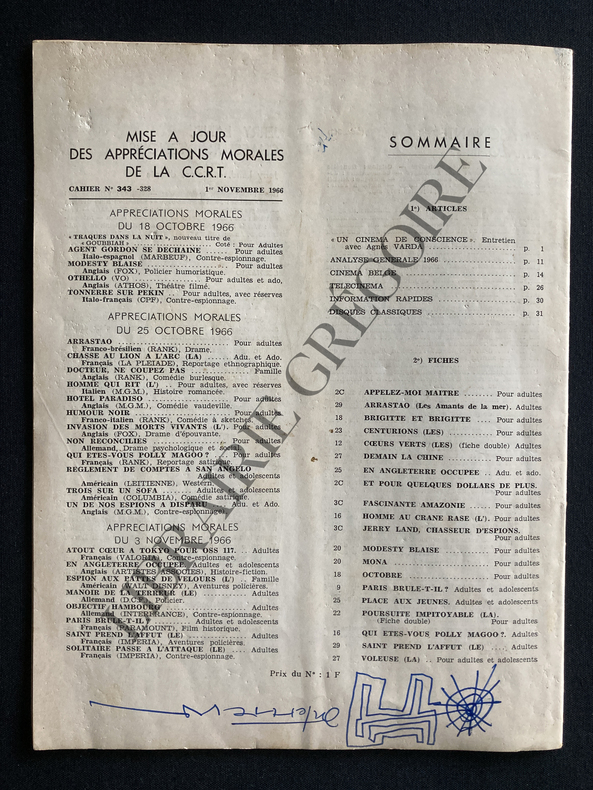 MISE A JOUR
DES APPRÉCIATIONS MORALES
DE LA C.C.R.T.
CAHIER N° 343 -328 1er NOVEMBRE 1966
APPRECIATIONS MORALES
DU 18 OCTOBRE 1966
« TRAQUES DANS LA NUIT », nouveau titre de
« GOUBBIAH » ........ Coté : Pour Adultes
AGENT GORDON SE DECHAINE .. Pour adultes
Italo-espagnol (MARBEUF), Contre-espionnage.
MODESTY BLAISE ........ Pour adultes
Anglais (FOX), Policier humoristique.
OTHELLO (VO) ........ Pour adultes et ado,
Anglais (ATHOS), Théâtre filmé.
TONNERRE SUR PEKIN .. Pour adultes, avec réserves
Italo-français (CPF), Contre-espionnage.
APPRECIATIONS MORALES
DU 25 OCTOBRE 1966
ARRASTAO ........ Pour adultes
Franco-brésilien (RANK), Drame.
CHASSE AU LION A L'ARC (LA) ..... Adu. et Ado.
Français (LA PLEIADE), Reportage ethnographique.
DOCTEUR, NE COUPEZ PAS ........ Famille
Anglais (RANK), Comédie burlesque.
HOMME QUI RIT (L') .. Pour adultes, avec réserves
Italien (M.G.M.), Histoire romancée.
HOTEL PARADISO ........ Pour adultes
Anglais (M.G.M.), Comédie vaudeville.
HUMOUR NOIR ........ Pour adultes
Franco-italien (RANK), Comédie
INVASION DES MORTS VIVANTS (L'). Pour adultes
Anglais (FOX), Drame d'épouvante.
NON RECONCILIES ........ Pour adultes
Allemand, Drame psychologique et
QUI ETES-VOUS POLLY MAGOO ? .. Pour adultes
Français (RANK), Reportage satirique.
REGLEMENT DE COMPTES A SAN ANGELO
Adultes et adolescents
Américain (LEITIENNE), Western.
TROIS SUR UN SOFA ...... Adultes et adolescents
Américain (COLUMBIA), Comédie satirique.
UN DE NOS ESPIONS A DISPARU .. Adu. et Ado.
Anglais (M.G.M.), Contre-espionnage.
APPRECIATIONS MORALES
DU 3 NOVEMBRE 1966
ATOUT CŒUR A TOKYO POUR OSS 117. .. Adultes
Français (VALORIA), Contre-espionnage.
EN ANGLETERRE OCCUPEE .. Adultes et adolescents
Anglais (ARTISTES ASSOCIES), Histoire-fiction.
ESPION AUX PATTES DE VELOURS (L') .. Famille
Américain (WALT DISNEY), Aventures policières.
MANOIR DE LA TERREUR (LE) ........ Adultes
Allemand (D.C.F.), Policier.
OBJECTIF HAMBOURG ........ Adultes
Allemand (INTERFRANCE), Contre-espionnage.
PARIS BRULE-T-IL ? ........ Adultes et adolescents
Français (PARAMOUNT), Film historique.
SAINT PREND L'AFFUT (LE) ........ Adultes
Français (IMPERIA), Aventures policières.
SOLITAIRE PASSE A L'ATTAQUE (LE) .... Adultes
Français (IMPERIA), Contre-espionnage.
SOMMAIRE
1°) ARTICLES
« UN CINEMA DE CONSCIENCE ». Entretien
avec Agnès VARDA ........ p. 1
ANALYSE GENERALE 1966 ........ p. 11
CINEMA BELGE ........ p. 14
TELECINEMA ........ p. 26
INFORMATION RAPIDES ........ p. 30
DISQUES CLASSIQUES ........ p. 31
2°) FICHES
2C APPELEZ-MOI MAITRE ........ Pour adultes
29 ARRASTAO (Les Amants de la mer). Adultes
18 BRIGITTE ET BRIGITTE .... Pour adultes
23 CENTURIONS (LES) ........ Pour adultes
12 CŒURS VERTS (LES) (fiche double) Adultes
27 DEMAIN LA CHINE ........ Pour adultes
25 EN ANGLETERRE OCCUPEE .. Adu. et ado.
2C ET POUR QUELQUES DOLLARS DE PLUS.
Pour adultes
3C FASCINANTE AMAZONIE .... Pour adultes
16 HOMME AU CRANE RASE (L'). Pour adultes
3C JERRY LAND, CHASSEUR D'ESPIONS.
Pour adultes
20 MODESTY BLAISE ........ Pour adultes
20 MONA ........ Pour adultes
18 OCTOBRE ........ Pour adultes
9 PARIS BRULE-T-IL ? Adultes et adolescents
25 PLACE AUX JEUNES. Adultes et adolescents
22 POURSUITE IMPITOYABLE (LA).
(Fiche double) Pour adultes
16 QUI ETES-VOUS POLLY MAGOO ?. Adultes
29 SAINT PREND L'AFFUT (LE) ..... Adultes
27 VOLEUSE (LA) .. Pour adultes et adolescents
Prix du N° : 1 F
LIBRAIRIE GREGOIRE